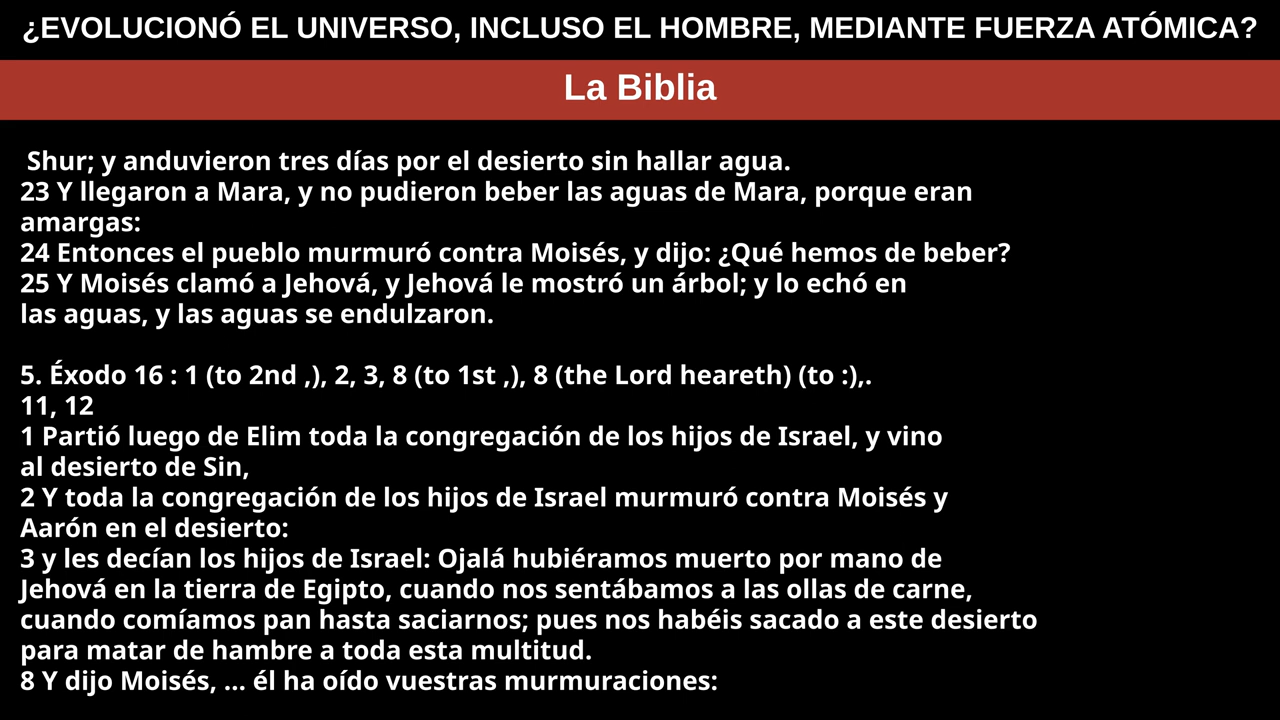 ¿EVOLUCIONÓ EL UNIVERSO, INCLUSO EL HOMBRE, MEDIANTE FUERZA ATÓMICA?
La Biblia
Shur; y anduvieron tres días por el desierto sin hallar agua.
23 Y llegaron a Mara, y no pudieron beber las aguas de Mara, porque eran
amargas:
24 Entonces el pueblo murmuró contra Moisés, y dijo: ¿Qué hemos de beber?
25 Y Moisés clamó a Jehová, y Jehová le mostró un árbol; y lo echó en
las aguas, y las aguas se endulzaron.
5. Éxodo 16 : 1 (to 2nd ,), 2, 3, 8 (to 1st ,), 8 (the Lord heareth) (to :),.
11, 12
1 Partió luego de Elim toda la congregación de los hijos de Israel, y vino
al desierto de Sin,
2 Y toda la congregación de los hijos de Israel murmuró contra Moisés y
Aarón en el desierto:
3 y les decían los hijos de Israel: Ojalá hubiéramos muerto por mano de
Jehová en la tierra de Egipto, cuando nos sentábamos a las ollas de carne,
cuando comíamos pan hasta saciarnos; pues nos habéis sacado a este desierto
para matar de hambre a toda esta multitud.
8 Y dijo Moisés, ... él ha oído vuestras murmuraciones: